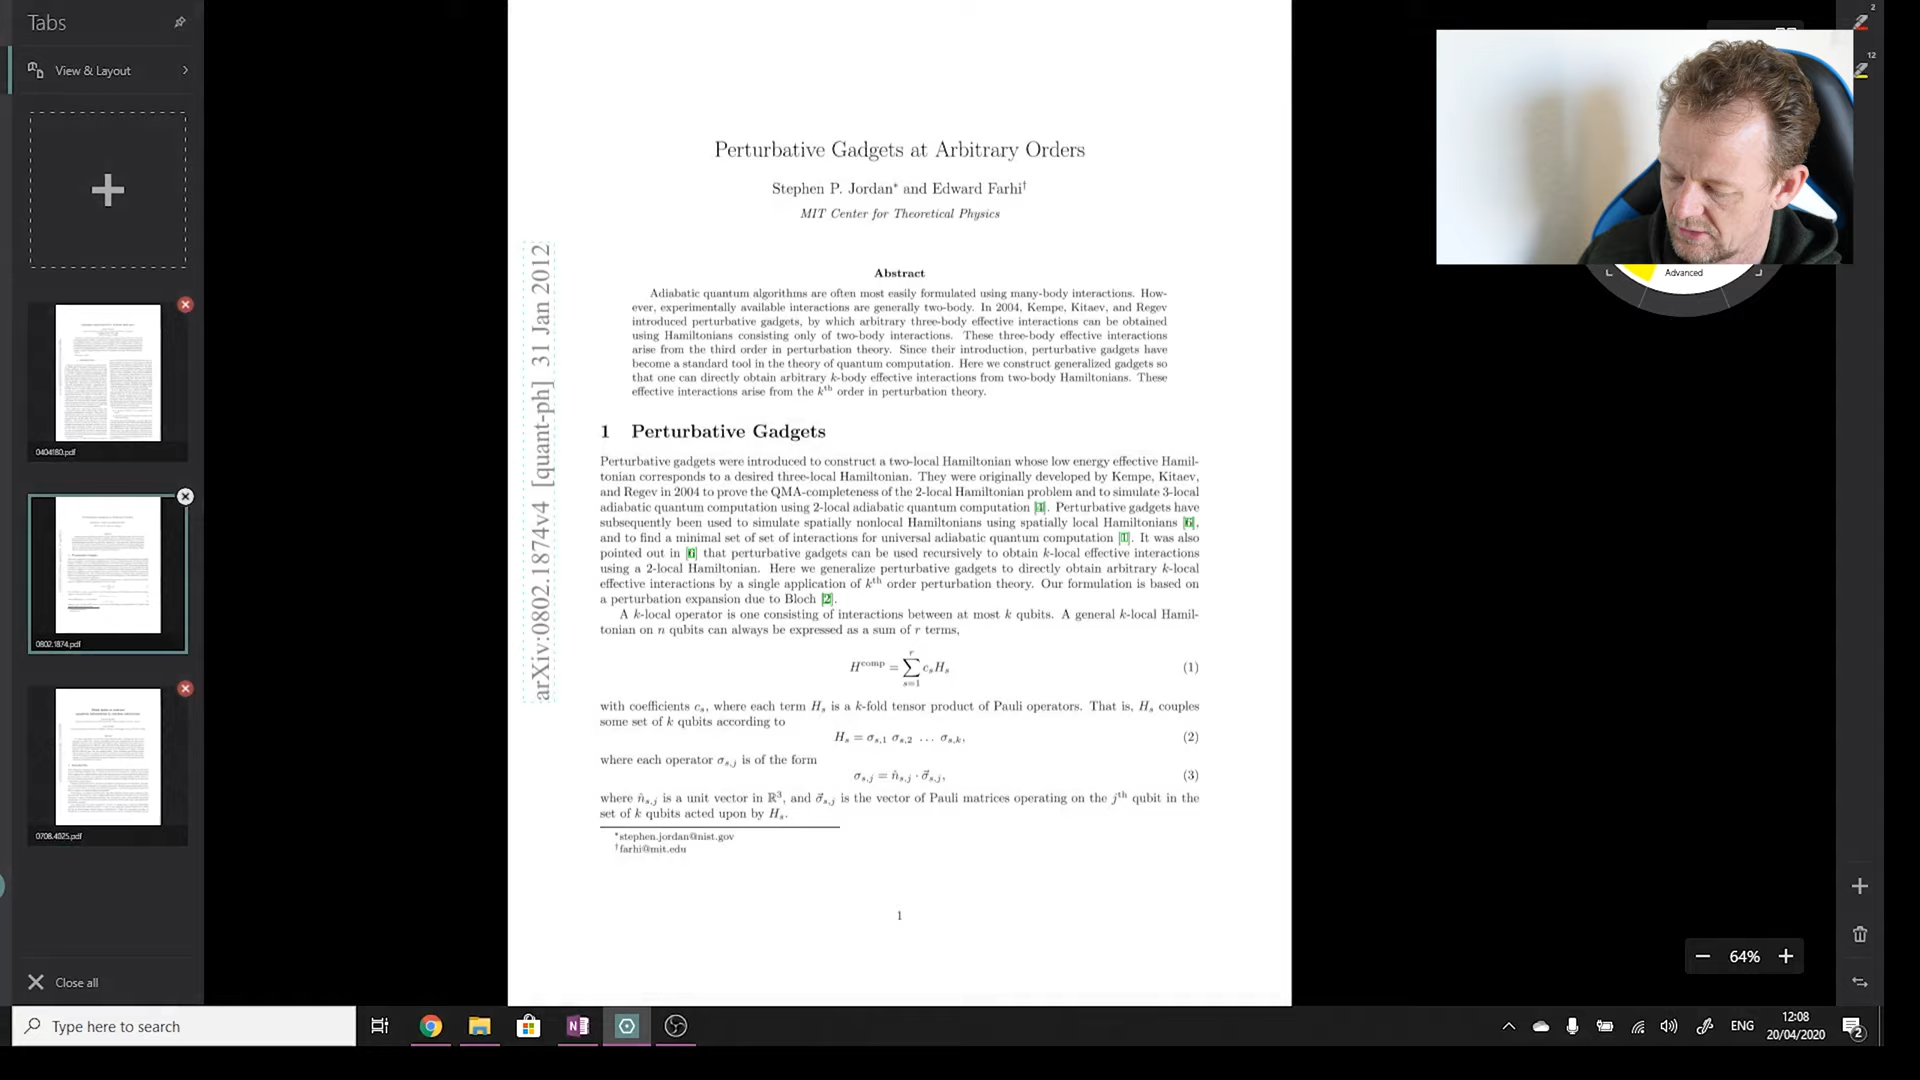 Tabs
View & Layout
0404180.pdf
0802.1874.pdf
0708.4025.pdf
Close all
arXiv:0802.1874v4 [quant-ph] 31 Jan 2012
Perturbative Gadgets at Arbitrary Orders
Stephen P. Jordan* and Edward Farhi†
MIT Center for Theoretical Physics
Abstract
Adiabatic quantum algorithms are often most easily formulated using many-body interactions. How-
ever, experimentally available interactions are generally two-body. In 2004, Kempe, Kitaev, and Regev
introduced perturbative gadgets, by which arbitrary three-body effective interactions can be obtained
using Hamiltonians consisting only of two-body interactions. These three-body effective interactions
arise from the third order in perturbation theory. Since their introduction, perturbative gadgets have
become a standard tool in the theory of quantum computation. Here we construct generalized gadgets so
that one can directly obtain arbitrary k-body effective interactions from two-body Hamiltonians. These
effective interactions arise from the kth order in perturbation theory.
1 Perturbative Gadgets
Perturbative gadgets were introduced to construct a two-local Hamiltonian whose low energy effective Hamil-
tonian corresponds to a desired three-local Hamiltonian. They were originally developed by Kempe, Kitaev,
and Regev in 2004 to prove the QMA-completeness of the 2-local Hamiltonian problem and to simulate 3-local
adiabatic quantum computation using 2-local adiabatic quantum computation [4]. Perturbative gadgets have
subsequently been used to simulate spatially nonlocal Hamiltonians using spatially local Hamiltonians [6],
and to find a minimal set of set of interactions for universal adiabatic quantum computation [1]. It was also
pointed out in [6] that perturbative gadgets can be used recursively to obtain k-local effective interactions
using a 2-local Hamiltonian. Here we generalize perturbative gadgets to directly obtain arbitrary k-local
effective interactions by a single application of kth order perturbation theory. Our formulation is based on
a perturbation expansion due to Bloch [2].
A k-local operator is one consisting of interactions between at most k qubits. A general k-local Hamil-
tonian on n qubits can always be expressed as a sum of r terms,
H^comp = ∑_{s=1}^{r} c_s H_s (1)
with coefficients c_s, where each term H_s is a k-fold tensor product of Pauli operators. That is, H_s couples
some set of k qubits according to
H_s = σ_{s,1} σ_{s,2} … σ_{s,k}, (2)
where each operator σ_{s,j} is of the form
σ_{s,j} = n̂_{s,j} · σ⃗_{s,j}, (3)
where n̂_{s,j} is a unit vector in ℝ³, and σ⃗_{s,j} is the vector of Pauli matrices operating on the jth qubit in the
set of k qubits acted upon by H_s.
*stephen.jordan@nist.gov
†farhi@mit.edu
1
2
12
Advanced
64%
Type here to search
ENG
12:08
20/04/2020
2